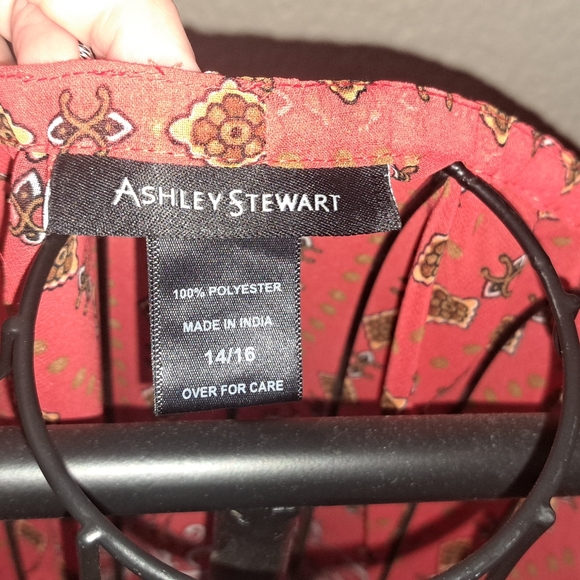 ASHLEY STEWART
100% POLYESTER
MADE IN INDIA
14/16
OVER FOR CARE